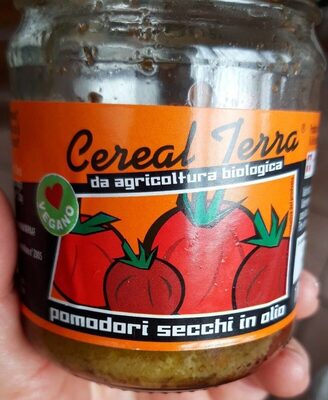 Cereal Terra®
da agricoltura biologica
VEGANO
pomodori secchi in olio